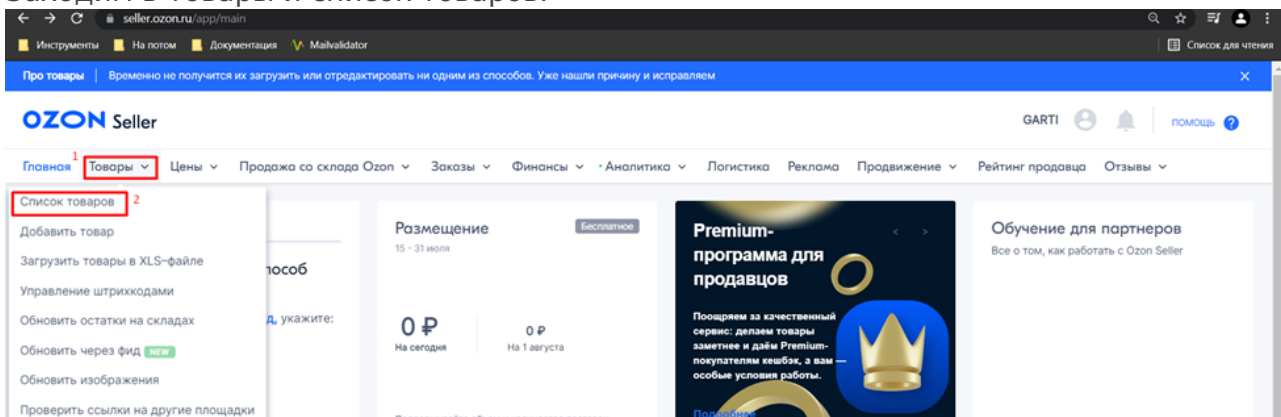 Заходим в Товары и список товаров.
seller.ozon.ru/app/main
Инструменты На потом Документация Mailvalidator Список для чтения
Про товары Временно не получится их загрузить или отредактировать ни одним из способов. Уже нашли причину и исправляем
OZON Seller GARTI помощь ?
Главная 1 Товары Цены Продажа со склада Ozon Заказы Финансы Аналитика Логистика Реклама Продвижение Рейтинг продавца Отзывы
Список товаров 2
Добавить товар
Загрузить товары в XLS-файле
Управление штрихкодами
Обновить остатки на складах
Обновить через фид NEW
Обновить изображения
Проверить ссылки на другие площадки
пособ
д, укажите:
Размещение Бесплатное
15 - 31 июля
0 ₽ 0 ₽
На сегодня На 1 августа
Premium-
программа для
продавцов
Поощряем за качественный
сервис: делаем товары
заметнее и даём Premium-
покупателям кешбэк, а вам —
особые условия работы.
Подробнее
Обучение для партнеров
Все о том, как работать с Ozon Seller